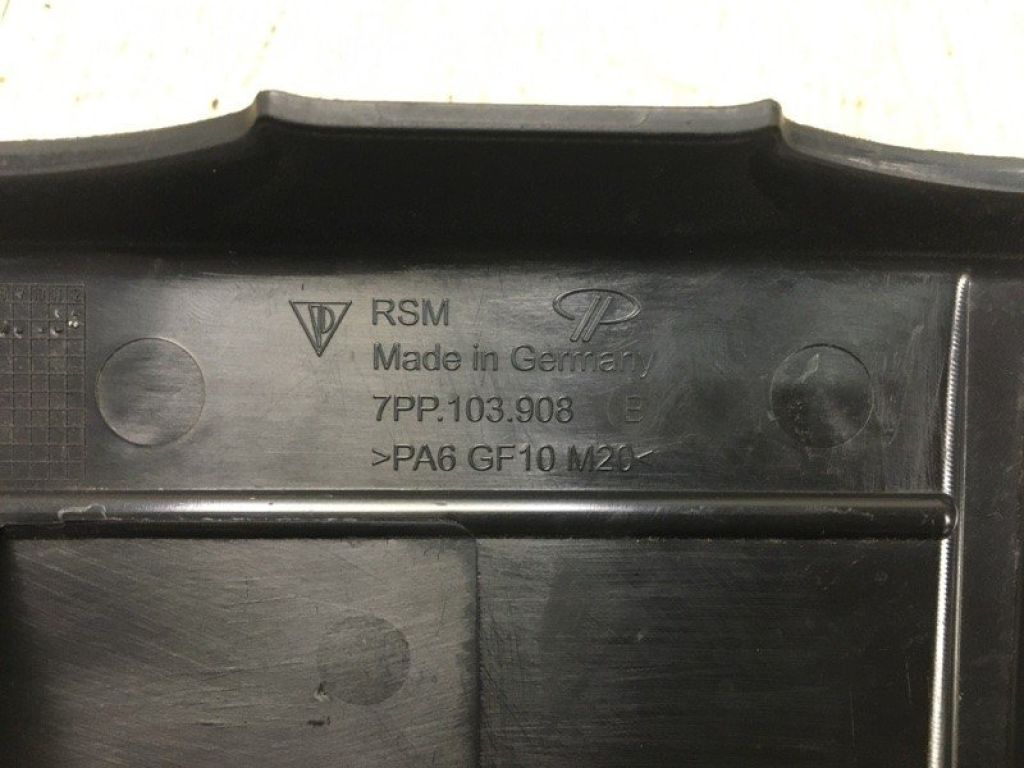 RSM
Made in Germany
7PP.103.908 E
>PA6 GF10 M20<